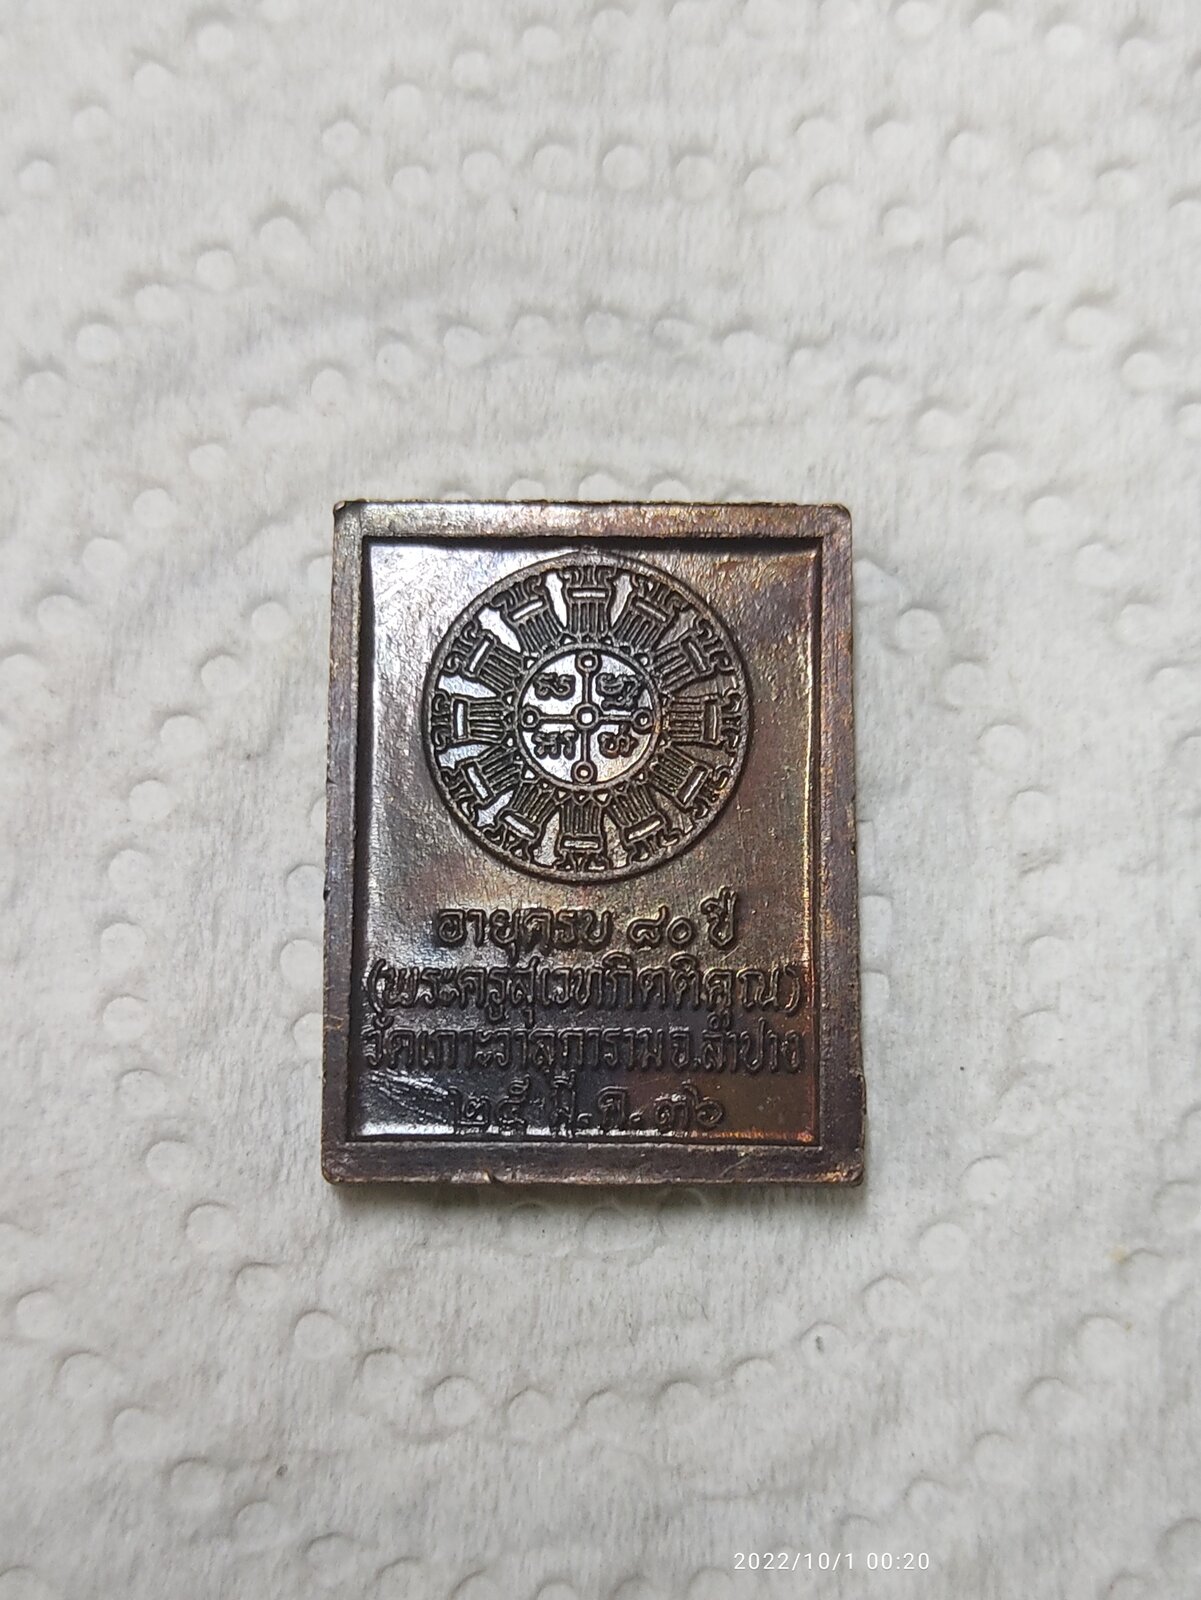 อายุครบ ๘๐ ปี
(พระครูสุเวทกิตติคุณ)
วัดเกาะวาลุการาม อ.ลำปาง
๒๕ มี.ค. ๓๖
2022/10/1 00:20